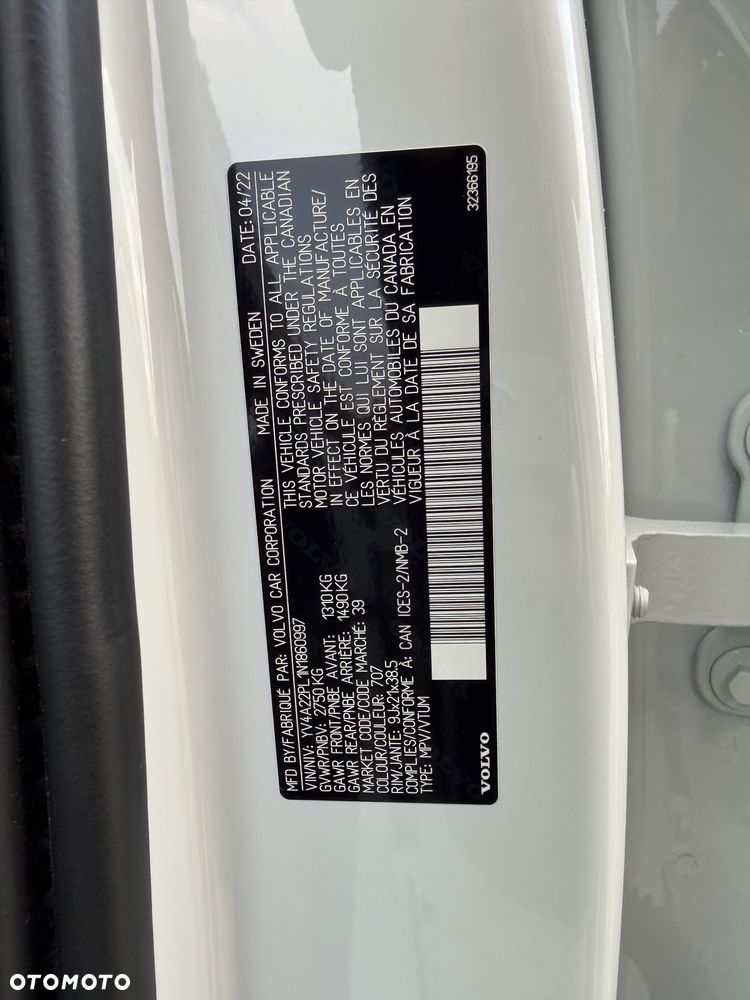 MFD BY/FABRIQUÉ PAR: VOLVO CAR CORPORATION MADE IN SWEDEN DATE: 04/22
VIN/NIV: YV4A22PL1N1860997
GVWR/PNBV: 2750 KG
GAWR FRONT/PNBE AVANT: 1310 KG
GAWR REAR/PNBE ARRIÈRE: 1490 KG
MARKET CODE/CODE MARCHÉ: 39
COLOUR/COULEUR: 707
RIM/JANTE: 9Jx21x38.5
COMPLIES/CONFORME À: CAN ICES-2/NMB-2
TYPE: MPV/VTUM
THIS VEHICLE CONFORMS TO ALL APPLICABLE
STANDARDS PRESCRIBED UNDER THE CANADIAN
MOTOR VEHICLE SAFETY REGULATIONS
IN EFFECT ON THE DATE OF MANUFACTURE/
CE VÉHICULE EST CONFORME À TOUTES
LES NORMES QUI LUI SONT APPLICABLES EN
VERTU DU RÈGLEMENT SUR LA SÉCURITÉ DES
VÉHICULES AUTOMOBILES DU CANADA EN
VIGUEUR À LA DATE DE SA FABRICATION
VOLVO
32366195
OTOMOTO